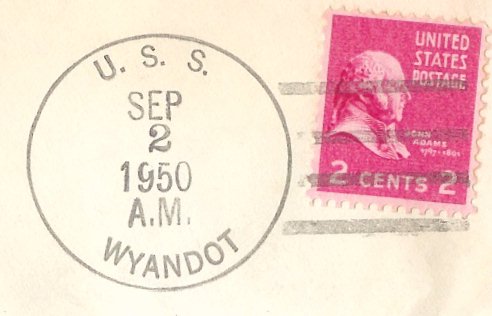 U. S. S.
SEP
2
1950
A.M.
WYANDOT
UNITED
STATES
POSTAGE
JOHN
ADAMS
1797-1801
2 CENTS 2